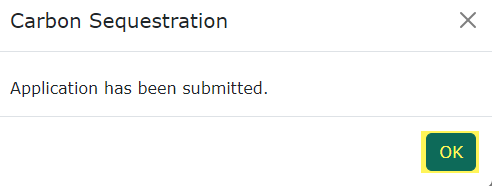 Carbon Sequestration
Application has been submitted.
OK